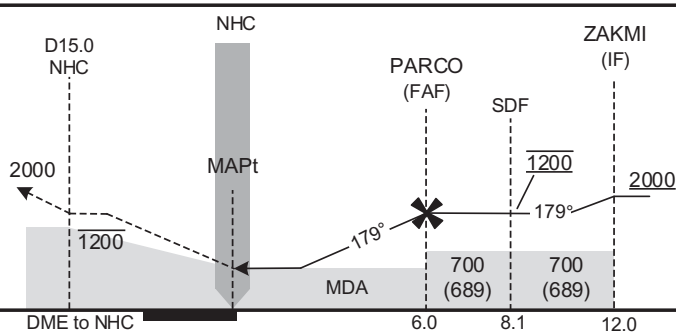 NHC
ZAKMI
(IF)
D15.0
NHC
PARCO
(FAF)
SDF
MAPt
1200
2000
2000
179°
179°
1200
700
(689)
700
(689)
MDA
DME to NHC
6.0
8.1
12.0